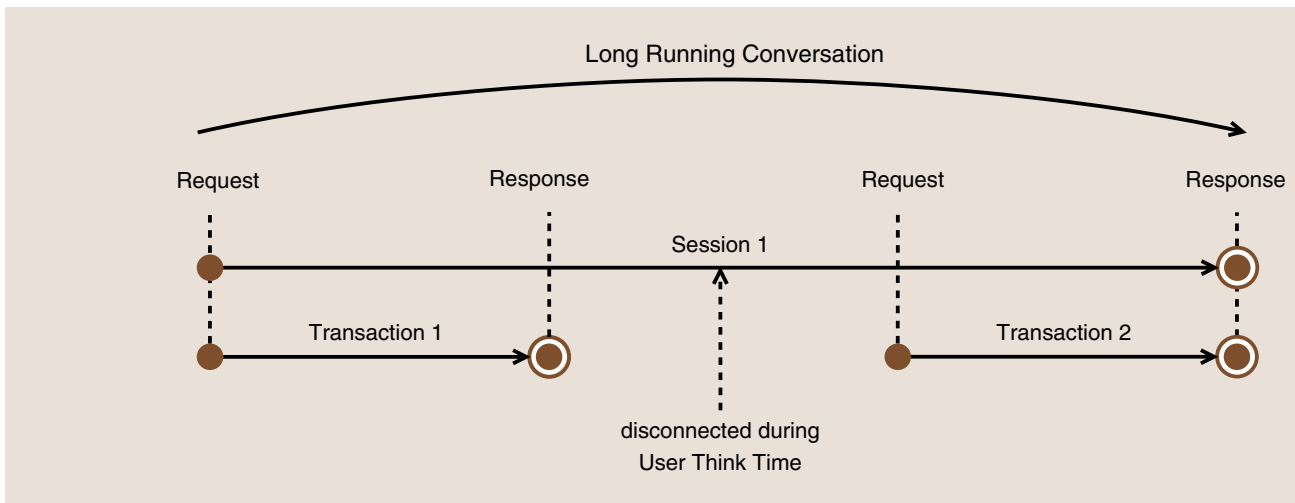 Long Running Conversation
Request
Response
Request
Response
Session 1
Transaction 1
Transaction 2
disconnected during
User Think Time